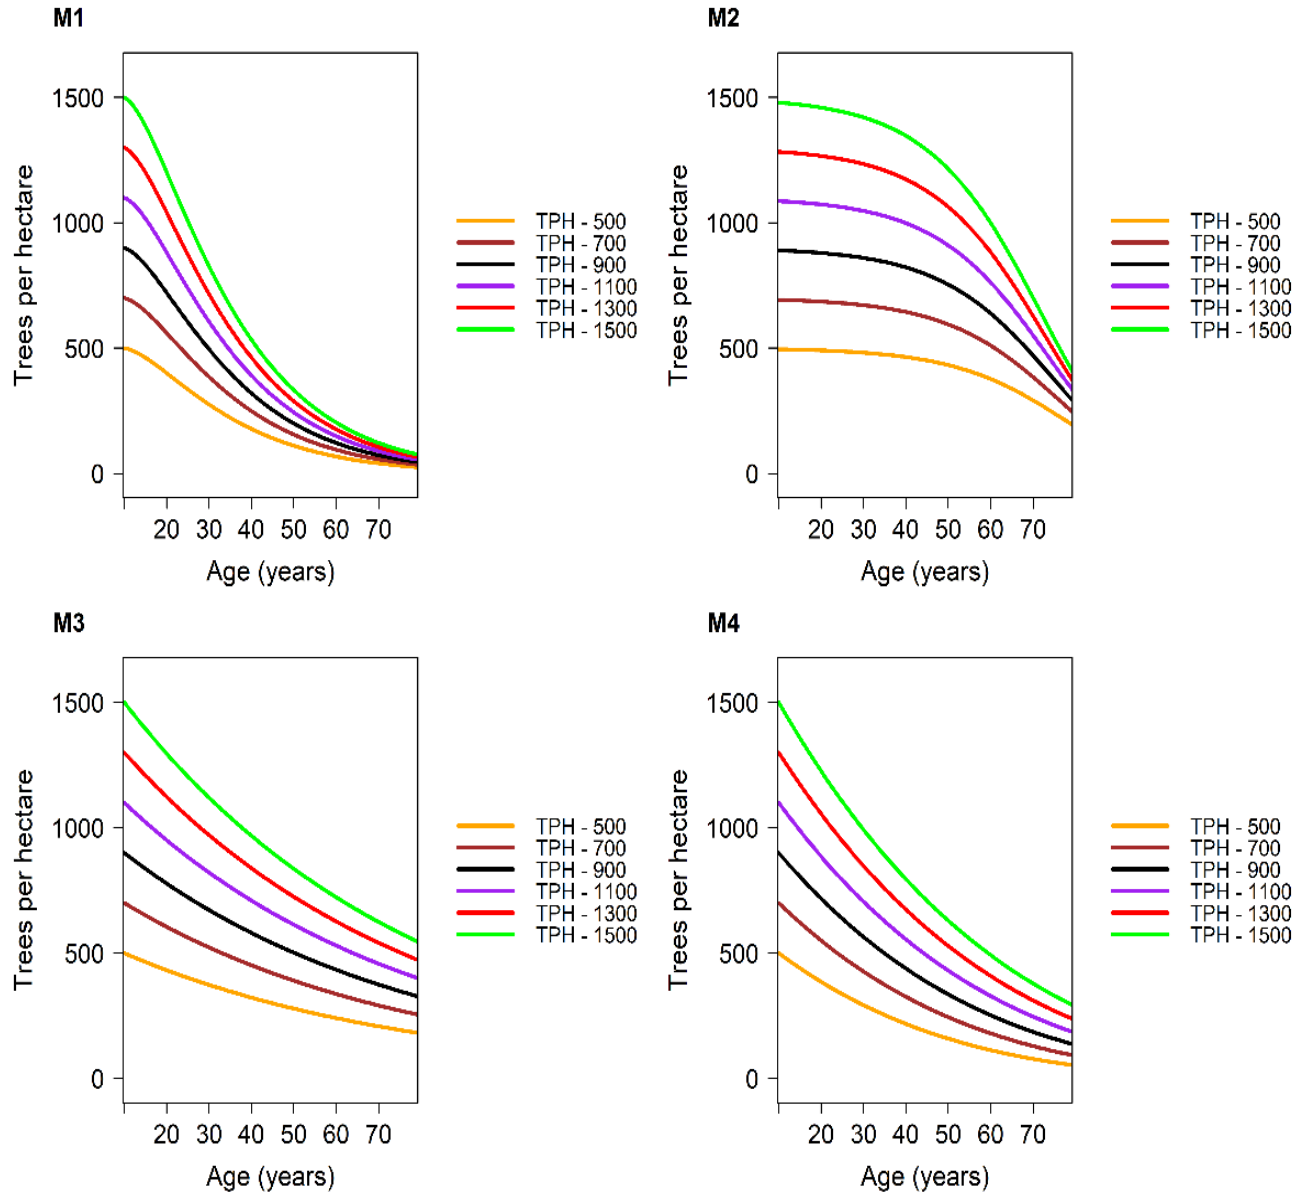 M1
Trees per hectare
1500
1000
500
0
20 30 40 50 60 70
Age (years)
TPH - 500
TPH - 700
TPH - 900
TPH - 1100
TPH - 1300
TPH - 1500
M2
Trees per hectare
1500
1000
500
0
20 30 40 50 60 70
Age (years)
TPH - 500
TPH - 700
TPH - 900
TPH - 1100
TPH - 1300
TPH - 1500
M3
Trees per hectare
1500
1000
500
0
20 30 40 50 60 70
Age (years)
TPH - 500
TPH - 700
TPH - 900
TPH - 1100
TPH - 1300
TPH - 1500
M4
Trees per hectare
1500
1000
500
0
20 30 40 50 60 70
Age (years)
TPH - 500
TPH - 700
TPH - 900
TPH - 1100
TPH - 1300
TPH - 1500